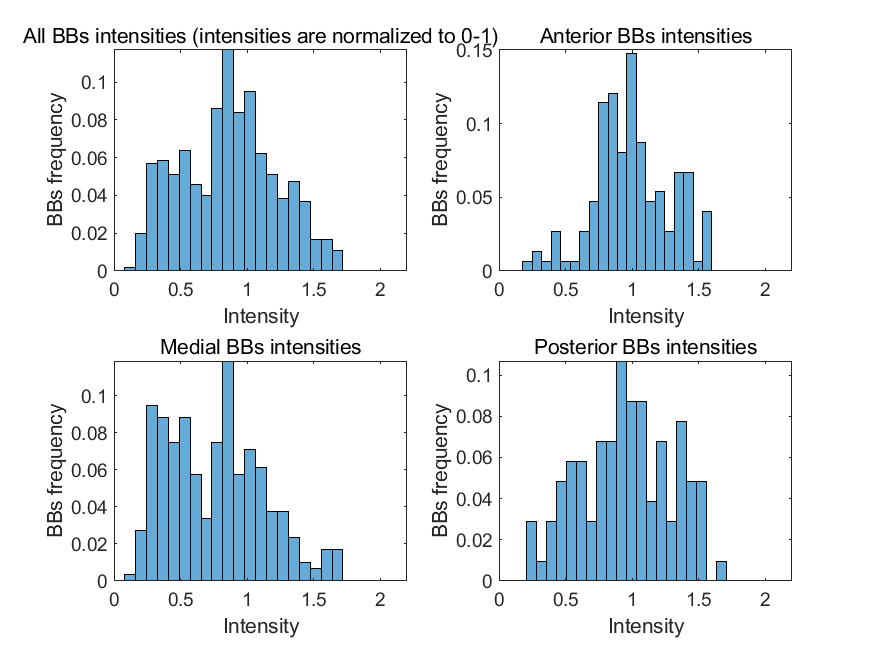 All BBs intensities (intensities are normalized to 0-1)
BBs frequency
0.1
0.08
0.06
0.04
0.02
0
0 0.5 1 1.5 2
Intensity
Anterior BBs intensities
BBs frequency
0.15
0.1
0.05
0
0 0.5 1 1.5 2
Intensity
Medial BBs intensities
BBs frequency
0.1
0.08
0.06
0.04
0.02
0
0 0.5 1 1.5 2
Intensity
Posterior BBs intensities
BBs frequency
0.1
0.08
0.06
0.04
0.02
0
0 0.5 1 1.5 2
Intensity